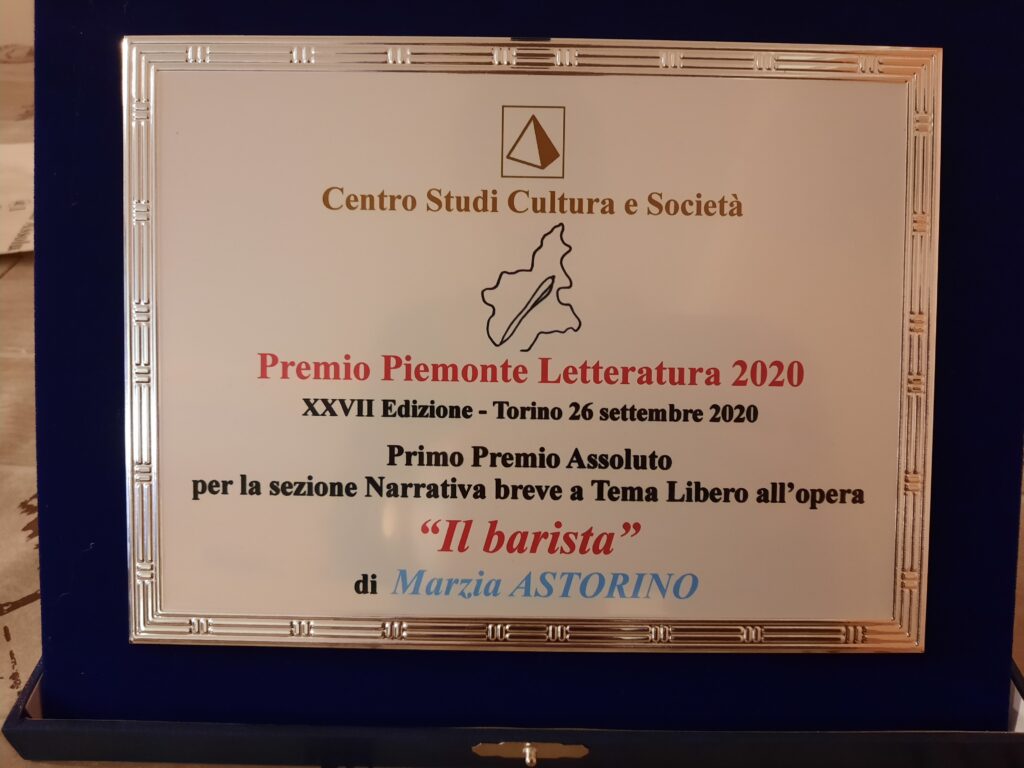 Centro Studi Cultura e Società
Premio Piemonte Letteratura 2020
XXVII Edizione - Torino 26 settembre 2020
Primo Premio Assoluto
per la sezione Narrativa breve a Tema Libero all'opera
“Il barista”
di Marzia ASTORINO